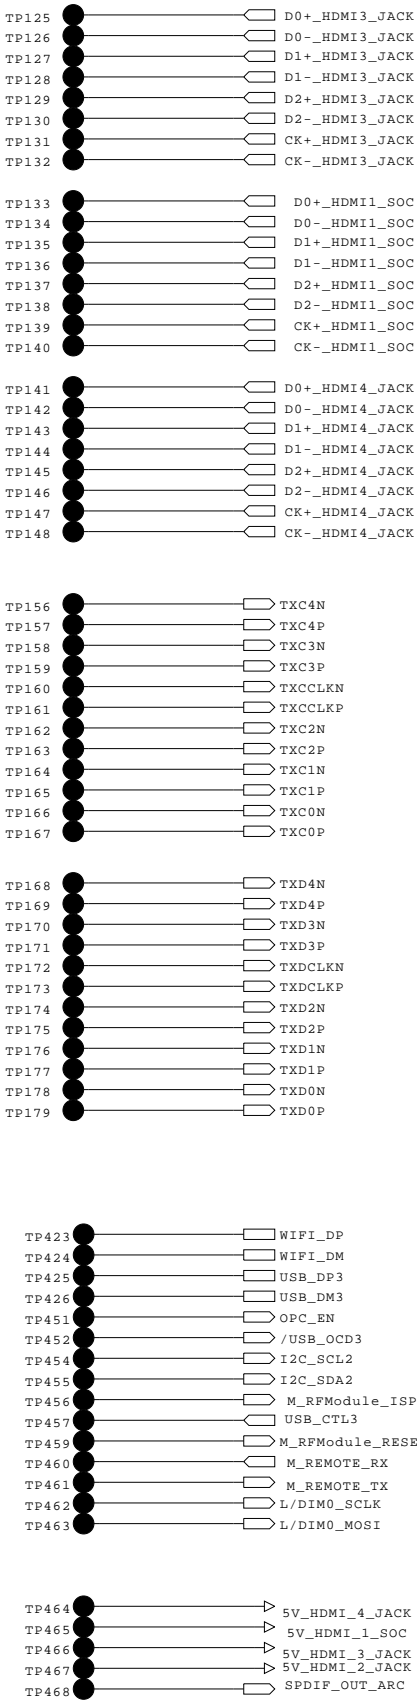 TP125 D0+_HDMI3_JACK
TP126 D0-_HDMI3_JACK
TP127 D1+_HDMI3_JACK
TP128 D1-_HDMI3_JACK
TP129 D2+_HDMI3_JACK
TP130 D2-_HDMI3_JACK
TP131 CK+_HDMI3_JACK
TP132 CK-_HDMI3_JACK
TP133 D0+_HDMI1_SOC
TP134 D0-_HDMI1_SOC
TP135 D1+_HDMI1_SOC
TP136 D1-_HDMI1_SOC
TP137 D2+_HDMI1_SOC
TP138 D2-_HDMI1_SOC
TP139 CK+_HDMI1_SOC
TP140 CK-_HDMI1_SOC
TP141 D0+_HDMI4_JACK
TP142 D0-_HDMI4_JACK
TP143 D1+_HDMI4_JACK
TP144 D1-_HDMI4_JACK
TP145 D2+_HDMI4_JACK
TP146 D2-_HDMI4_JACK
TP147 CK+_HDMI4_JACK
TP148 CK-_HDMI4_JACK
TP156 TXC4N
TP157 TXC4P
TP158 TXC3N
TP159 TXC3P
TP160 TXCCLKN
TP161 TXCCLKP
TP162 TXC2N
TP163 TXC2P
TP164 TXC1N
TP165 TXC1P
TP166 TXC0N
TP167 TXC0P
TP168 TXD4N
TP169 TXD4P
TP170 TXD3N
TP171 TXD3P
TP172 TXDCLKN
TP173 TXDCLKP
TP174 TXD2N
TP175 TXD2P
TP176 TXD1N
TP177 TXD1P
TP178 TXD0N
TP179 TXD0P
TP423 WIFI_DP
TP424 WIFI_DM
TP425 USB_DP3
TP426 USB_DM3
TP451 OPC_EN
TP452 /USB_OCD3
TP454 I2C_SCL2
TP455 I2C_SDA2
TP456 M_RFModule_ISP
TP457 USB_CTL3
TP459 M_RFModule_RESE
TP460 M_REMOTE_RX
TP461 M_REMOTE_TX
TP462 L/DIM0_SCLK
TP463 L/DIM0_MOSI
TP464 5V_HDMI_4_JACK
TP465 5V_HDMI_1_SOC
TP466 5V_HDMI_3_JACK
TP467 5V_HDMI_2_JACK
TP468 SPDIF_OUT_ARC